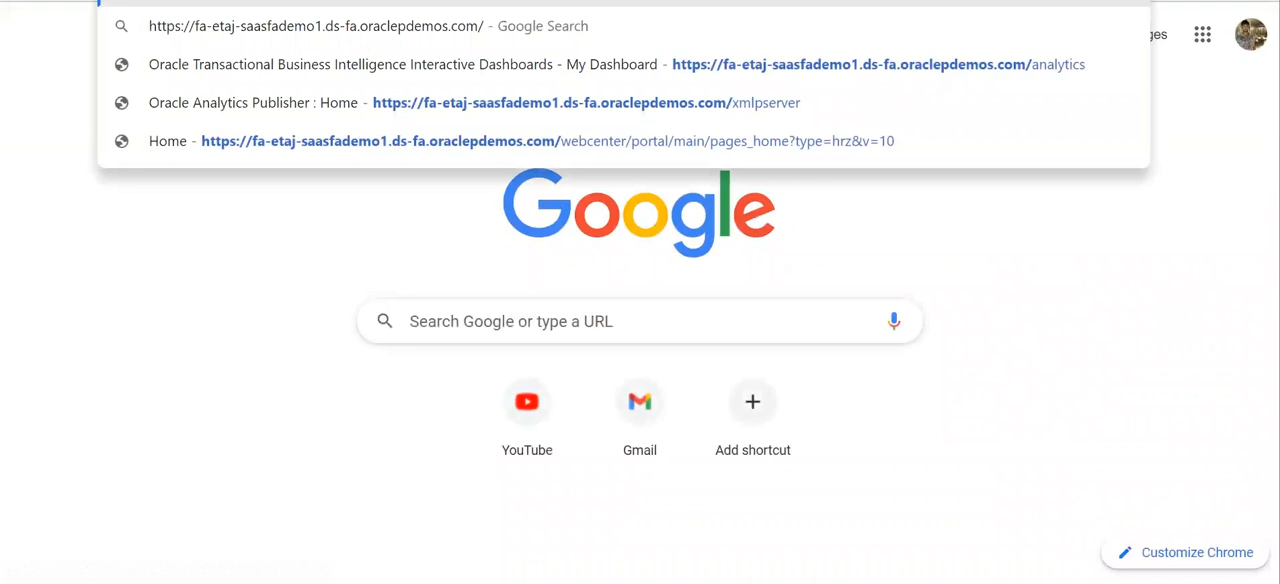 https://fa-etaj-saasfademo1.ds-fa.oraclepdemos.com/ - Google Search
Oracle Transactional Business Intelligence Interactive Dashboards - My Dashboard - https://fa-etaj-saasfademo1.ds-fa.oraclepdemos.com/analytics
Oracle Analytics Publisher : Home - https://fa-etaj-saasfademo1.ds-fa.oraclepdemos.com/xmlpserver
Home - https://fa-etaj-saasfademo1.ds-fa.oraclepdemos.com/webcenter/portal/main/pages_home?type=hrz&v=10
Google
Search Google or type a URL
YouTube
Gmail
Add shortcut
Customize Chrome